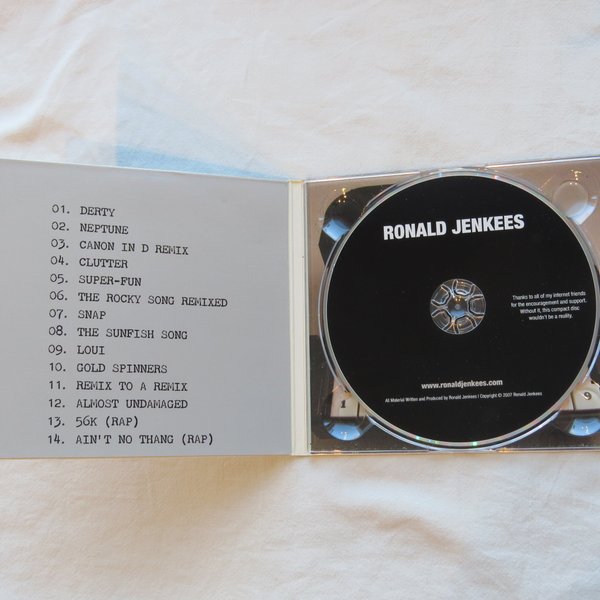 01. DERTY
02. NEPTUNE
03. CANON IN D REMIX
04. CLUTTER
05. SUPER-FUN
06. THE ROCKY SONG REMIXED
07. SNAP
08. THE SUNFISH SONG
09. LOUI
10. GOLD SPINNERS
11. REMIX TO A REMIX
12. ALMOST UNDAMAGED
13. 56K (RAP)
14. AIN'T NO THANG (RAP)
RONALD JENKEES
Thanks to all of my internet friends
for the encouragement and support.
Without it, this compact disc
wouldn't be a reality.
www.ronaldjenkees.com
All Material Written and Produced by Ronald Jenkees | Copyright © 2007 Ronald Jenkees
1
9